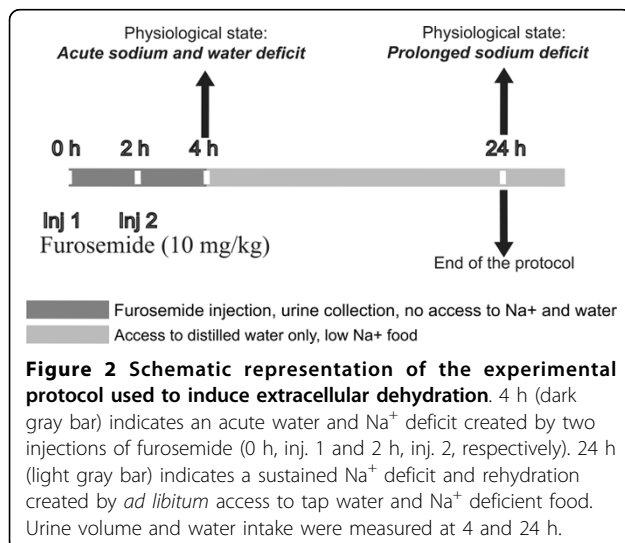 Physiological state: Physiological state:
Acute sodium and water deficit Prolonged sodium deficit
0 h 2 h 4 h 24 h
Inj 1 Inj 2
Furosemide (10 mg/kg)
End of the protocol
Furosemide injection, urine collection, no access to Na+ and water
Access to distilled water only, low Na+ food
Figure 2 Schematic representation of the experimental
protocol used to induce extracellular dehydration. 4 h (dark
gray bar) indicates an acute water and Na+ deficit created by two
injections of furosemide (0 h, inj. 1 and 2 h, inj. 2, respectively). 24 h
(light gray bar) indicates a sustained Na+ deficit and rehydration
created by ad libitum access to tap water and Na+ deficient food.
Urine volume and water intake were measured at 4 and 24 h.